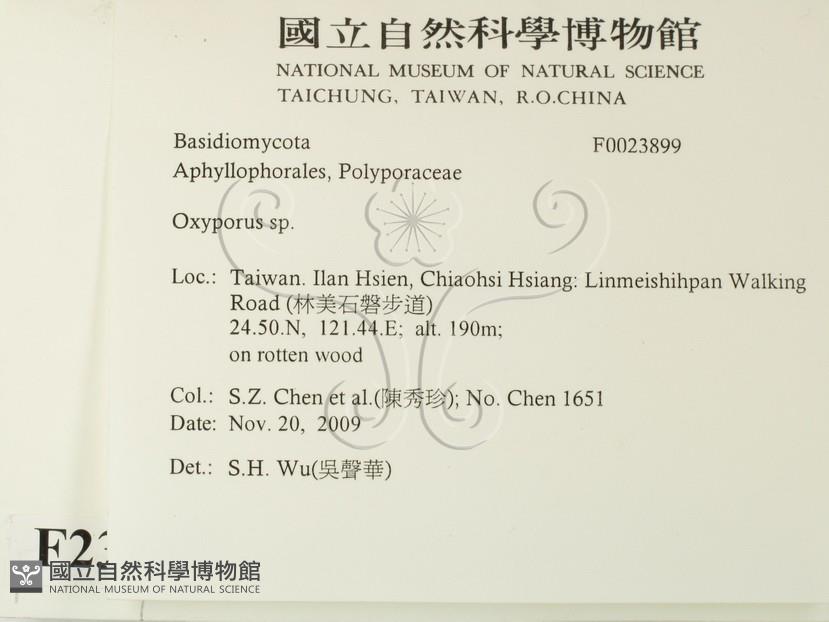 國立自然科學博物館
NATIONAL MUSEUM OF NATURAL SCIENCE
TAICHUNG, TAIWAN, R.O.CHINA
Basidiomycota F0023899
Aphyllophorales, Polyporaceae
Oxyporus sp.
Loc.: Taiwan. Ilan Hsien, Chiaohsi Hsiang: Linmeishihpan Walking
Road (林美石磐步道)
24.50.N, 121.44.E; alt. 190m;
on rotten wood
Col.: S.Z. Chen et al.(陳秀珍); No. Chen 1651
Date: Nov. 20, 2009
Det.: S.H. Wu(吳聲華)
F23
國立自然科學博物館
NATIONAL MUSEUM OF NATURAL SCIENCE